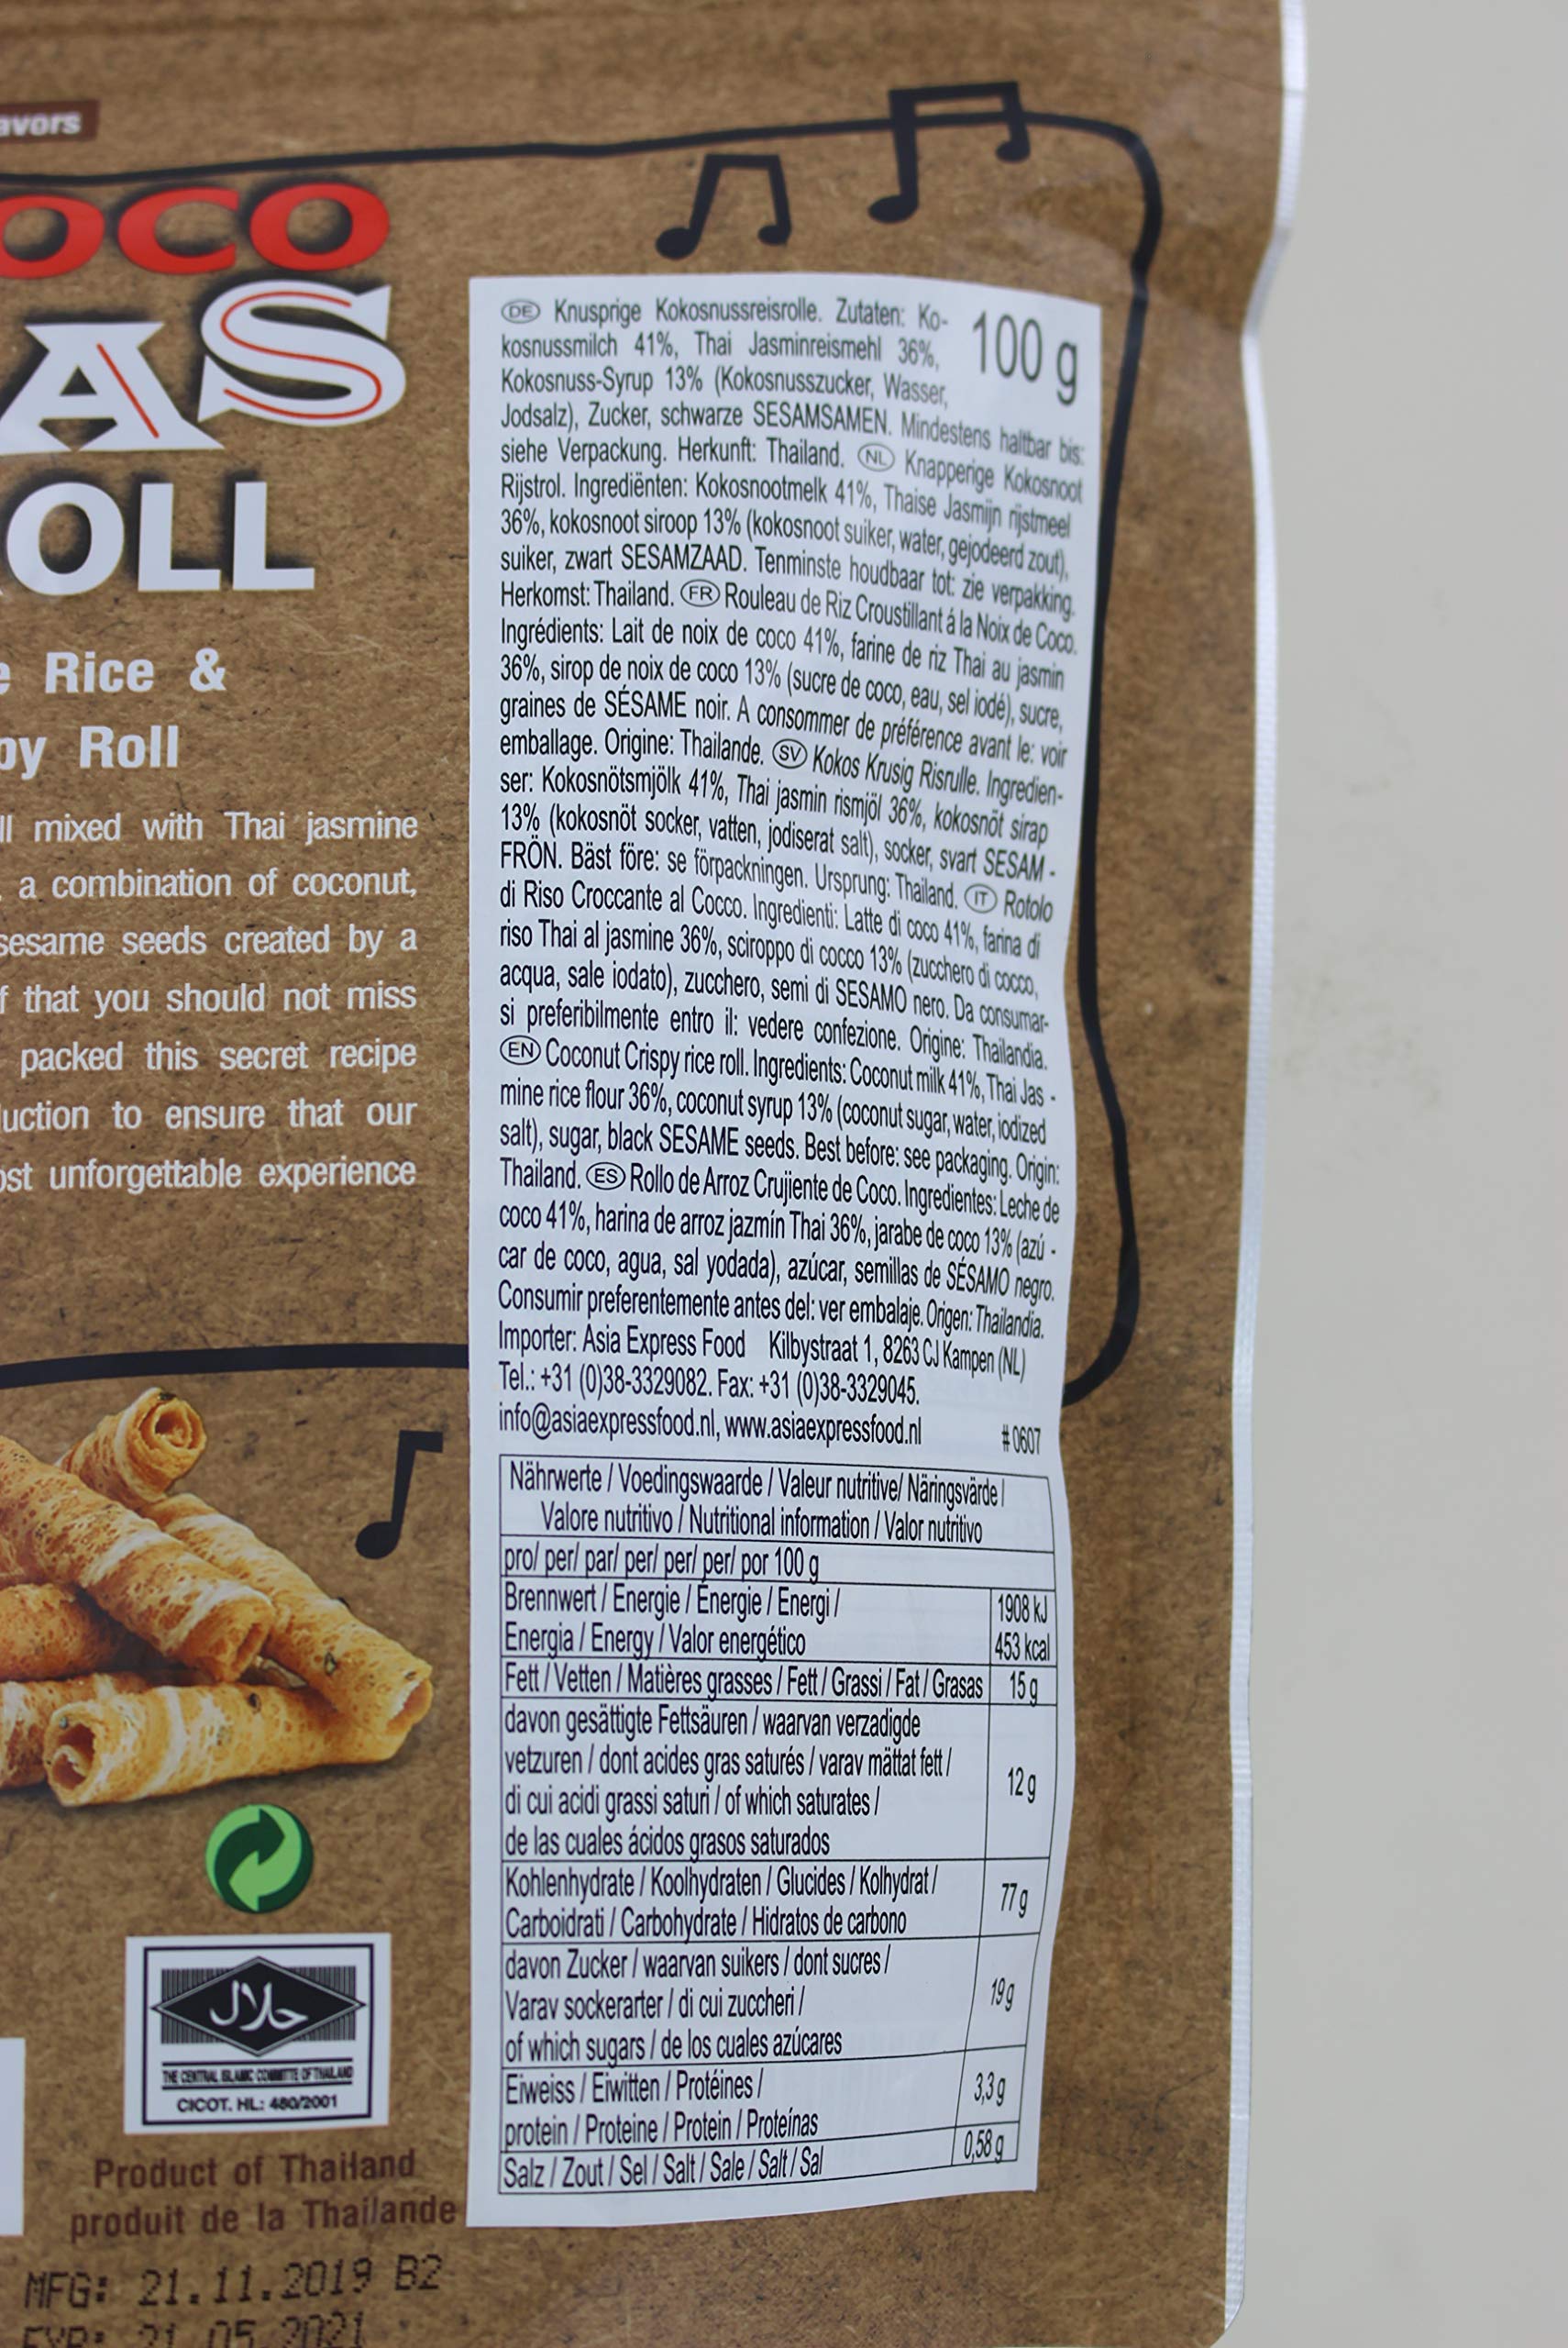 avors
OCO
AS
OLL
Rice &
Roll
mixed with Thai jasmine
a combination of coconut,
sesame seeds created by a
that you should not miss
packed this secret recipe
to ensure that our
unforgettable experience
100 g
DE Knusprige Kokosnussreisrolle. Zutaten: Ko-
kosnussmilch 41%, Thai Jasminreismehl 36%,
Kokosnuss-Syrup 13% (Kokosnusszucker, Wasser,
Jodsalz), Zucker, schwarze SESAMSAMEN. Mindestens haltbar bis:
siehe Verpackung. Herkunft: Thailand. NL Knapperige Kokosnoot
Rijstrol. Ingrediënten: Kokosnootmelk 41%, Thaise Jasmijn rijstmeel
36%, kokosnoot siroop 13% (kokosnoot suiker, water, gejodeerd zout),
suiker, zwart SESAMZAAD. Tenminste houdbaar tot: zie verpakking.
Herkomst: Thailand. FR Rouleau de Riz Croustillant á la Noix de Coco.
Ingrédients: Lait de noix de coco 41%, farine de riz Thai au jasmin
36%, sirop de noix de coco 13% (sucre de coco, eau, sel iodé), sucre,
graines de SÉSAME noir. A consommer de préférence avant le: voir
emballage. Origine: Thailande. SV Kokos Krusig Risrulle. Ingredien-
ser: Kokosnötsmjölk 41%, Thai jasmin rismjöl 36%, kokosnõt sirap
13% (kokosnöt socker, vatten, jodiserat salt), socker, svart SESAM -
FRÖN. Bäst före: se förpackningen. Ursprung: Thailand. IT Rotolo
di Riso Croccante al Cocco. Ingredienti: Latte di coco 41%, farina di
riso Thai al jasmine 36%, sciroppo di cocco 13% (zucchero di cocco,
acqua, sale iodato), zucchero, semi di SESAMO nero. Da consumar-
si preferibilmente entro il: vedere confezione. Origine: Thailandia.
EN Coconut Crispy rice roll. Ingredients: Coconut milk 41%, Thai Jas -
mine rice flour 36%, coconut syrup 13% (coconut sugar, water, iodized
salt), sugar, black SESAME seeds. Best before: see packaging. Origin:
Thailand. ES Rollo de Arroz Crujiente de Coco. Ingredientes: Leche de
coco 41%, harina de arroz jazmín Thai 36%, jarabe de coco 13% (azú -
car de coco, agua, sal yodada), azúcar, semillas de SÉSAMO negro.
Consumir preferentemente antes del: ver embalaje. Origen: Thailandia.
Importer: Asia Express Food Kilbystraat 1, 8263 CJ Kampen (NL)
Tel.: +31 (0)38-3329082. Fax: +31 (0)38-3329045.
info@asiaexpressfood.nl, www.asiaexpressfood.nl #0607
Nährwerte / Voedingswaarde / Valeur nutritive/ Näringsvärde /
Valore nutritivo / Nutritional information / Valor nutritivo
pro/ per/ par/ per/ per/ per/ por 100 g
Brennwert / Energie / Énergie / Energi / 1908 kJ
Energia / Energy / Valor energético 453 kcal
Fett / Vetten / Matières grasses / Fett / Grassi / Fat / Grasas 15 g
davon gesättigte Fettsäuren / waarvan verzadigde
vetzuren / dont acides gras saturés / varav mättat fett /
di cui acidi grassi saturi / of which saturates / 12 g
de las cuales ácidos grasos saturados
Kohlenhydrate / Koolhydraten / Glucides / Kolhydrat / 77 g
Carboidrati / Carbohydrate / Hidratos de carbono
davon Zucker / waarvan suikers / dont sucres /
Varav sockerarter / di cui zuccheri / 19 g
of which sugars / de los cuales azúcares
Eiweiss / Eiwitten / Protéines / 3,3 g
protein / Proteine / Protein / Proteínas
Salz / Zout / Sel / Salt / Sale / Salt / Sal 0,58 g
حلال
THE CENTRAL ISLAMIC COMMITTE OF THAILAND
CICOT. HL: 480/2001
Product of Thailand
produit de la Thaïlande
MFG: 21.11.2019 B2
EXP: 21.05.2021